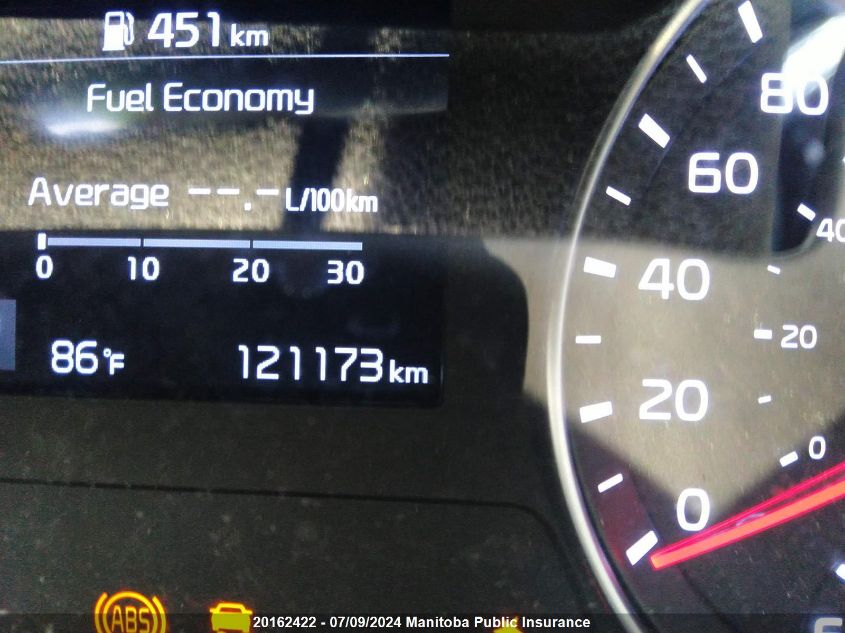 451 km
Fuel Economy
Average --.- L/100km
0 10 20 30
86°F 121173 km
80
60
40
40
20
20
0
0
ABS
20162422 - 07/09/2024 Manitoba Public Insurance